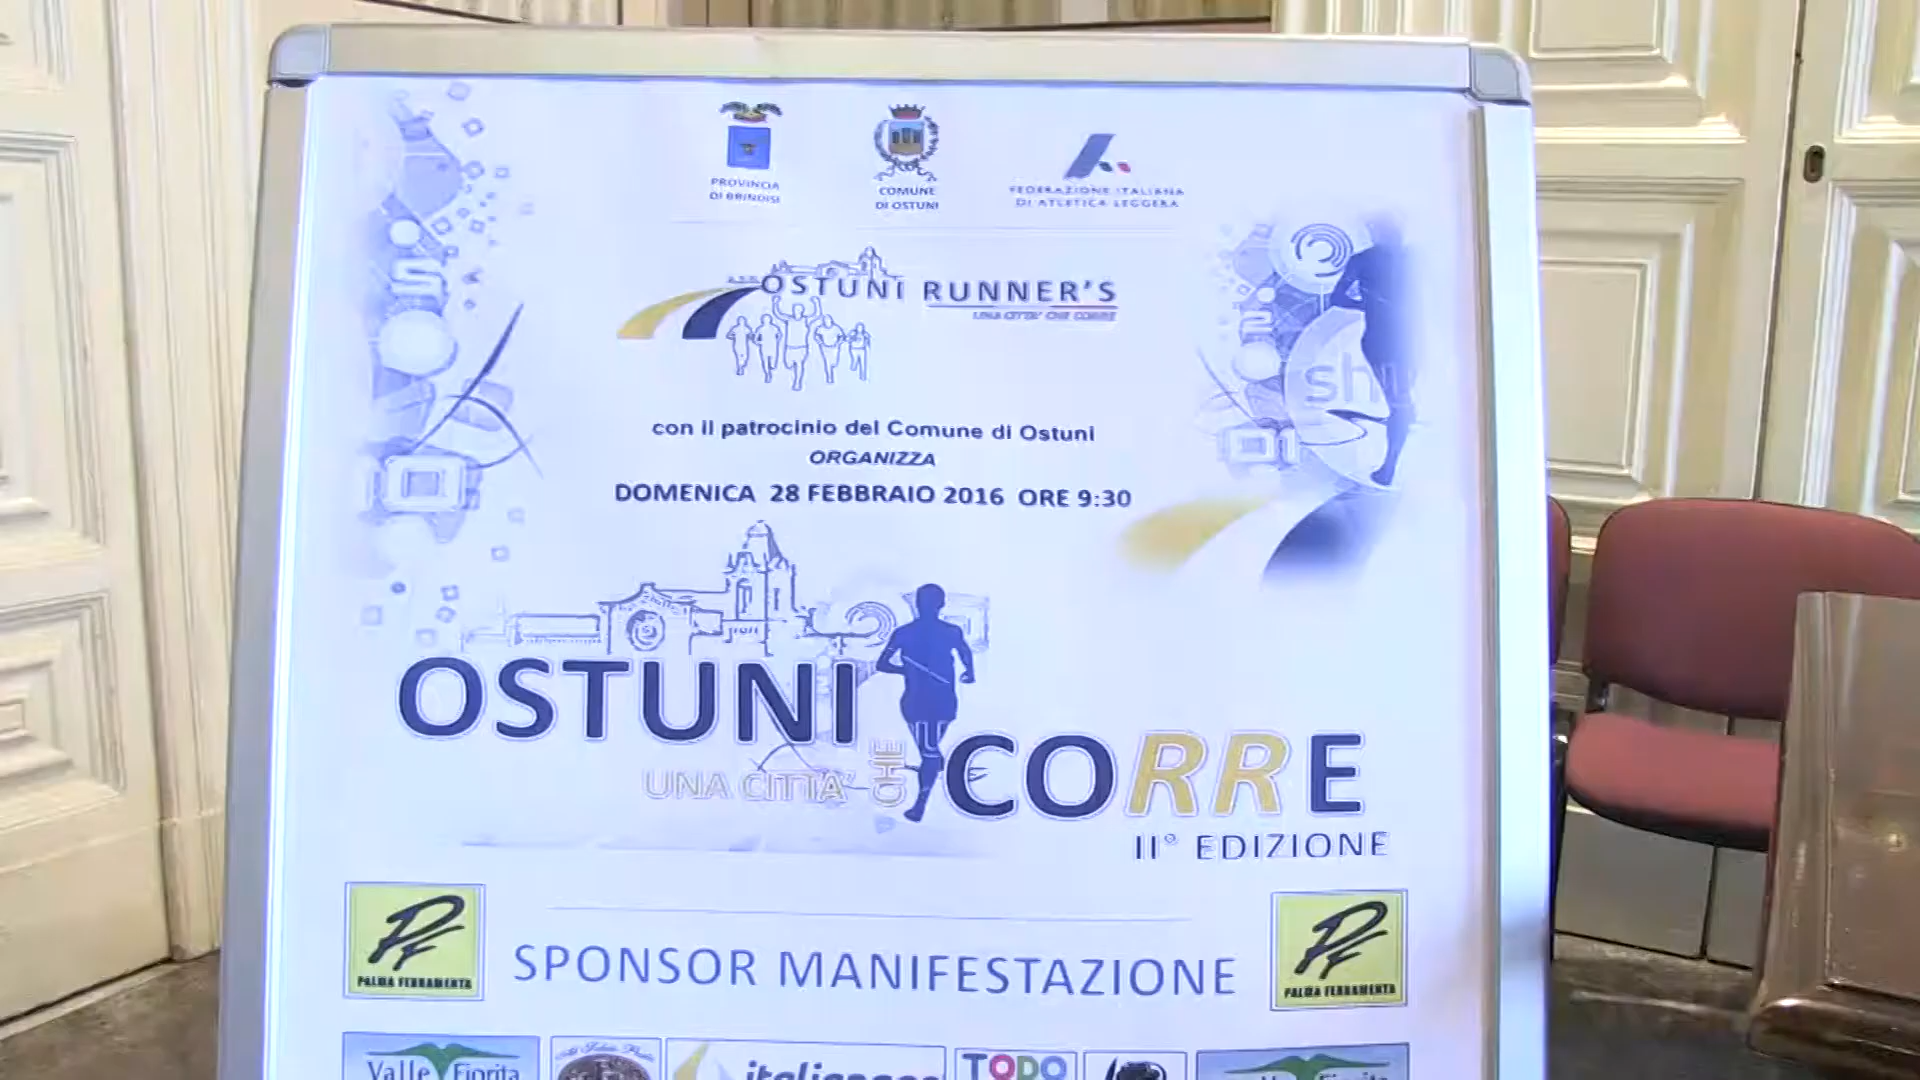 PROVINCIA
DI BRINDISI
COMUNE
DI OSTUNI
FEDERAZIONE ITALIANA
DI ATLETICA LEGGERA
OSTUNI RUNNER'S
UNA CITTA' CHE CORRE
con il patrocinio del Comune di Ostuni
ORGANIZZA
DOMENICA 28 FEBBRAIO 2016 ORE 9:30
OSTUNI
UNA CITTA' CHE
CORRE
II° EDIZIONE
SPONSOR MANIFESTAZIONE
PF
PALMA FERRAMENTA
PF
PALMA FERRAMENTA
Valle Fiorita
TODO